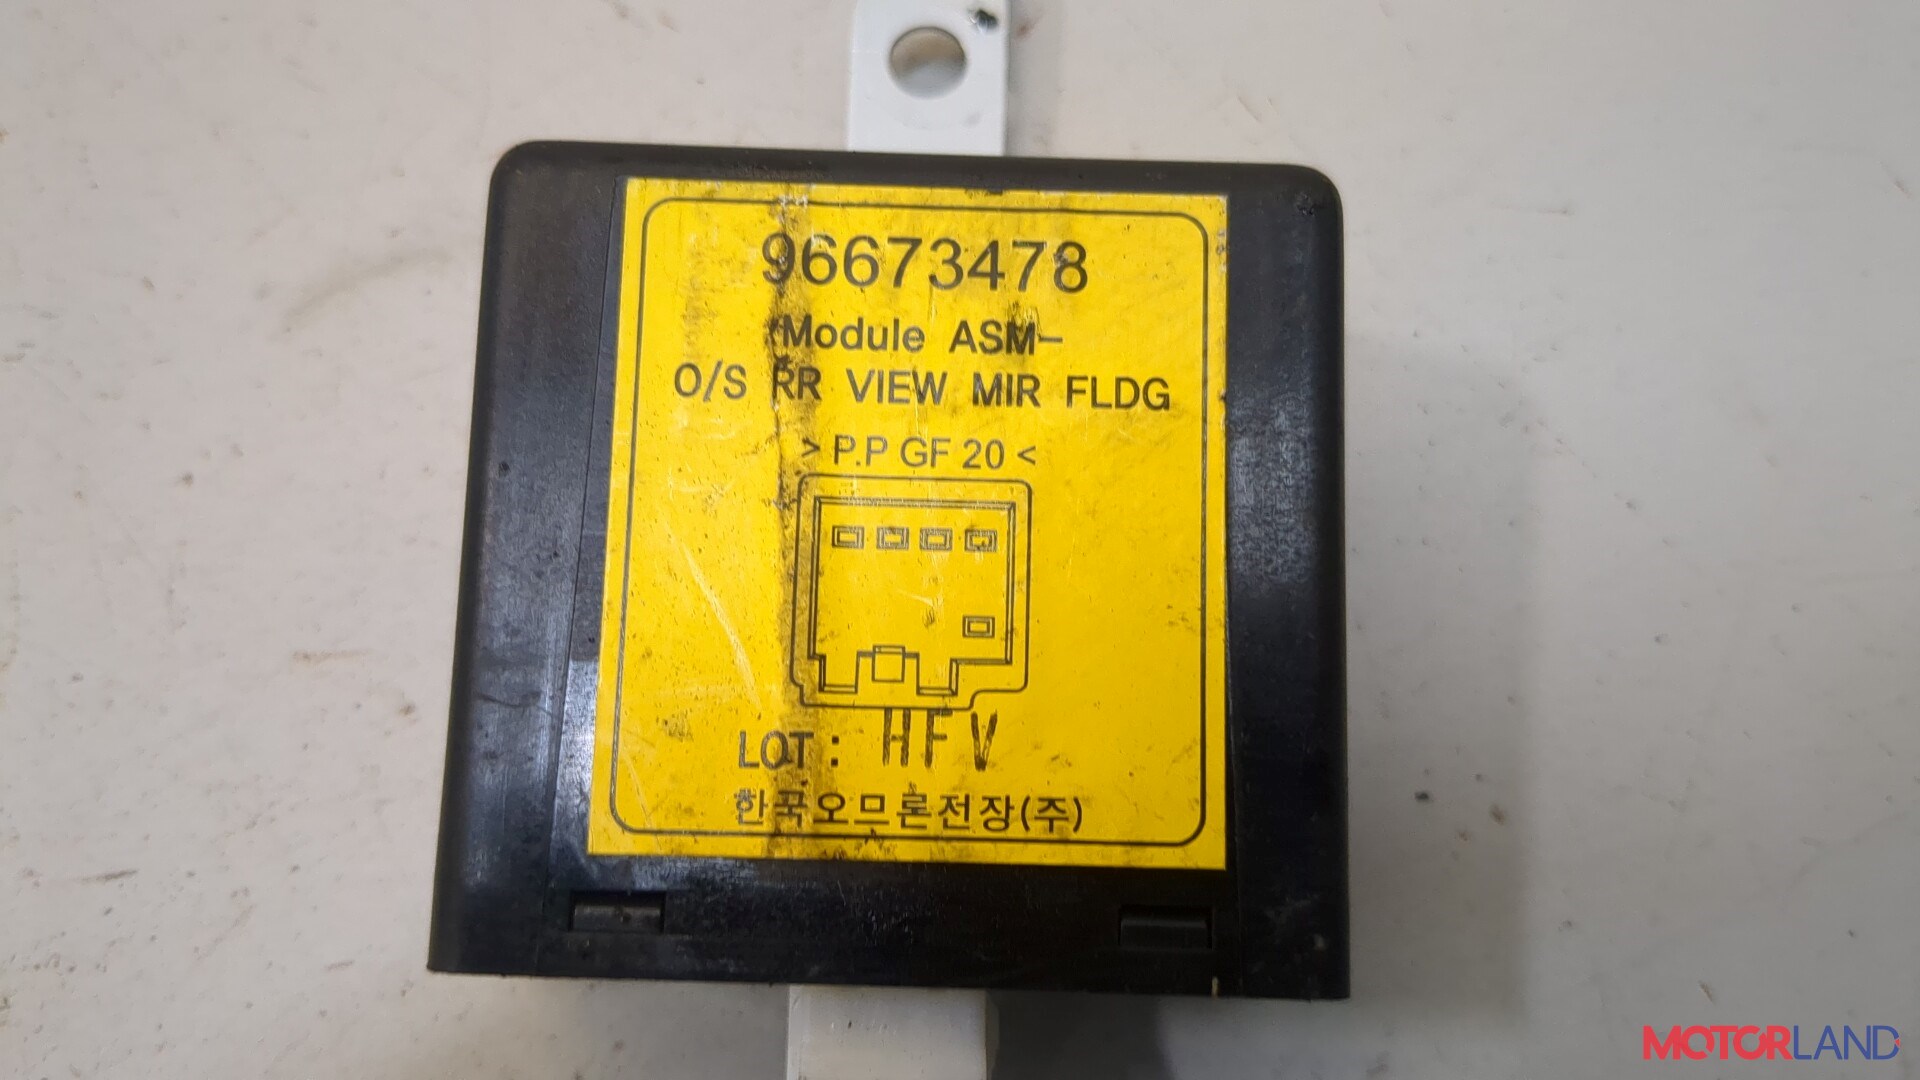 96673478
Module ASM-
O/S RR VIEW MIR FLDG
> P.P GF 20 <
LOT : HFV
한국오므론전장(주)
MOTORLAND